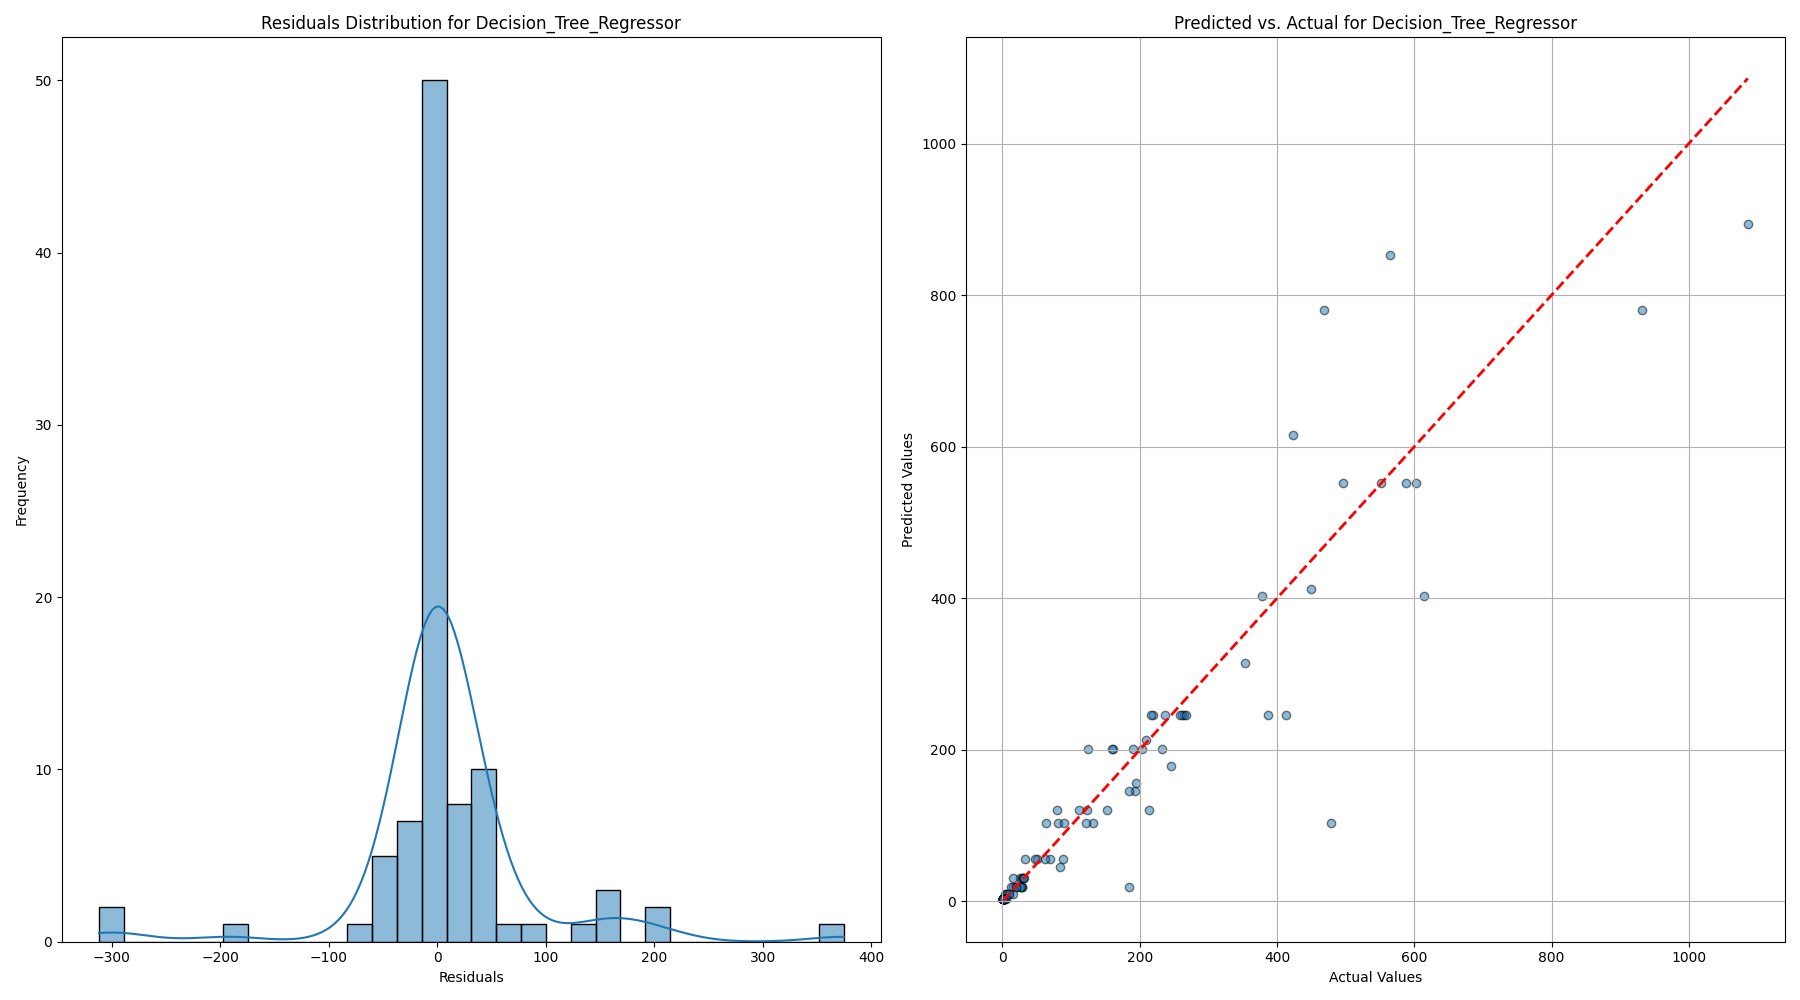 Residuals Distribution for Decision_Tree_Regressor
50
40
30
20
10
0
Frequency
−300 −200 −100 0 100 200 300 400
Residuals
Predicted vs. Actual for Decision_Tree_Regressor
1000
800
600
400
200
0
Predicted Values
0 200 400 600 800 1000
Actual Values